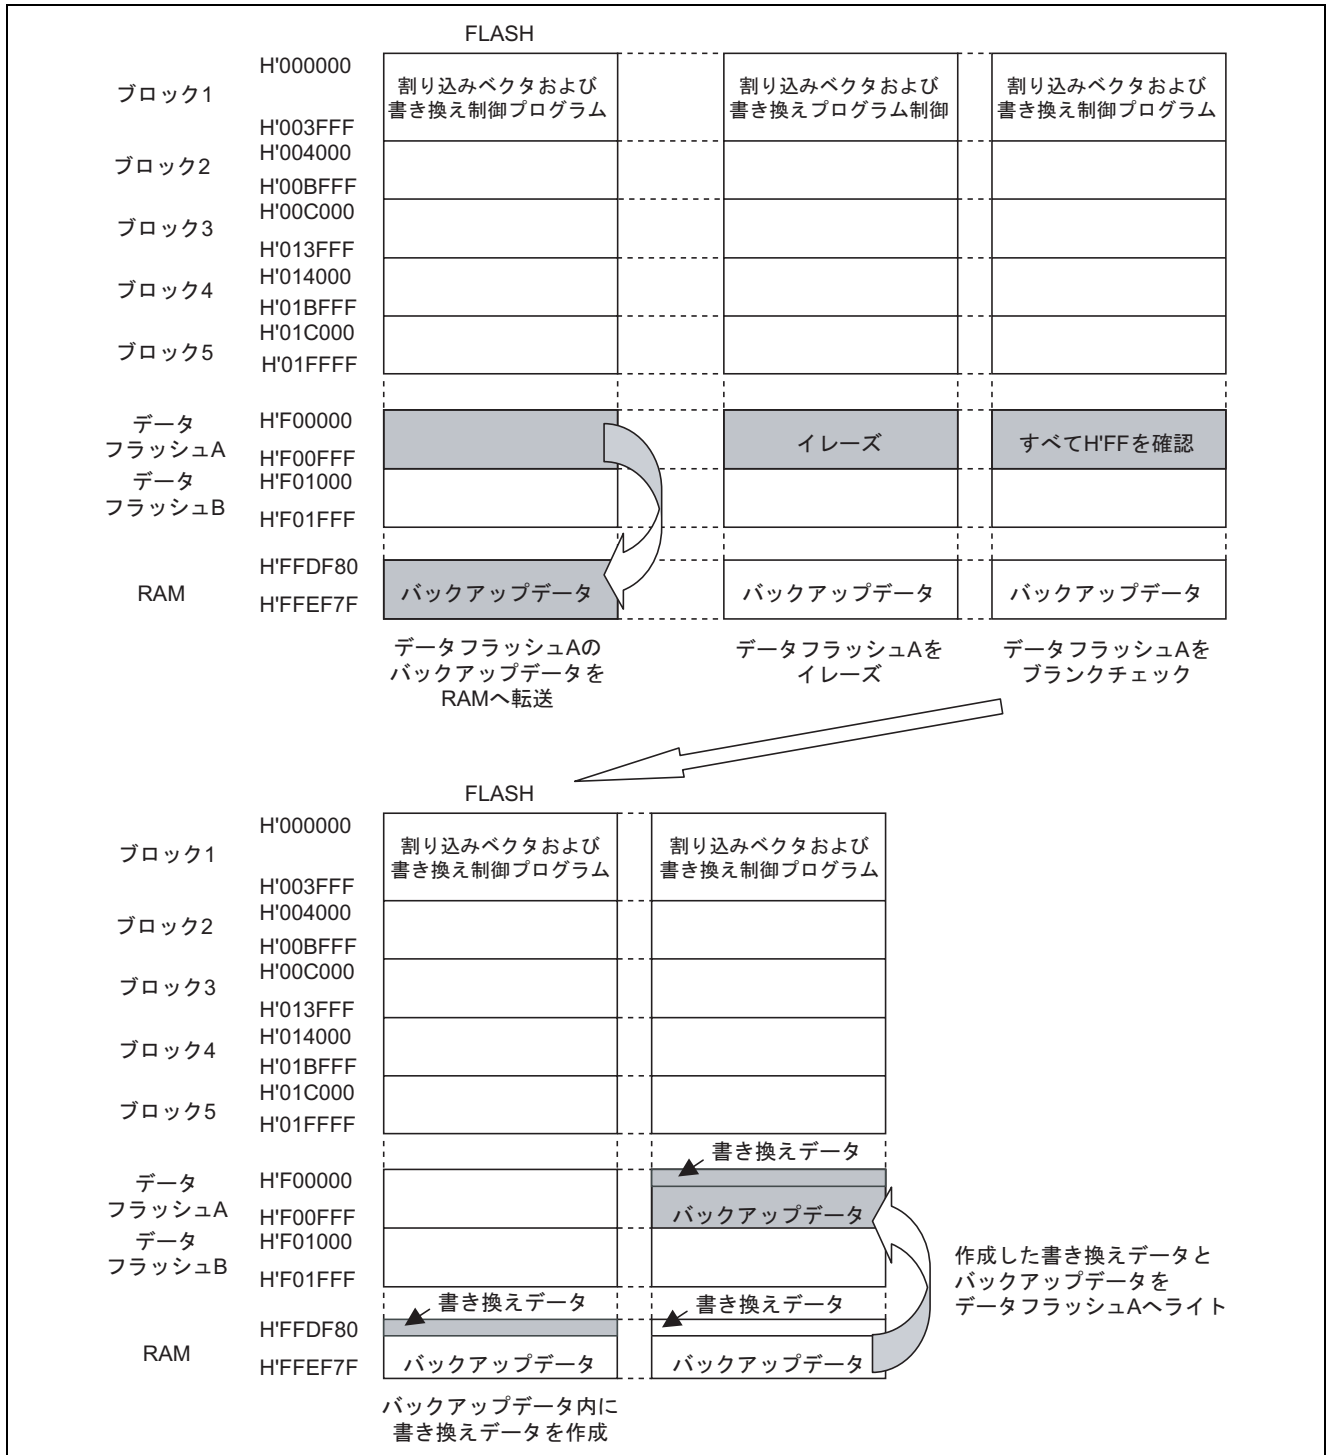 FLASH
ブロック1
H'000000
H'003FFF
割り込みベクタおよび
書き換え制御プログラム
割り込みベクタおよび
書き換えプログラム制御
割り込みベクタおよび
書き換え制御プログラム
ブロック2
H'004000
H'00BFFF
ブロック3
H'00C000
H'013FFF
ブロック4
H'014000
H'01BFFF
ブロック5
H'01C000
H'01FFFF
データ
フラッシュA
H'F00000
H'F00FFF
イレーズ
すべてH'FFを確認
データ
フラッシュB
H'F01000
H'F01FFF
RAM
H'FFDF80
H'FFEF7F
バックアップデータ
バックアップデータ
バックアップデータ
データフラッシュAの
バックアップデータを
RAMへ転送
データフラッシュAを
イレーズ
データフラッシュAを
ブランクチェック
FLASH
ブロック1
H'000000
H'003FFF
割り込みベクタおよび
書き換え制御プログラム
割り込みベクタおよび
書き換え制御プログラム
ブロック2
H'004000
H'00BFFF
ブロック3
H'00C000
H'013FFF
ブロック4
H'014000
H'01BFFF
ブロック5
H'01C000
H'01FFFF
書き換えデータ
データ
フラッシュA
H'F00000
H'F00FFF
バックアップデータ
データ
フラッシュB
H'F01000
H'F01FFF
作成した書き換えデータと
バックアップデータを
データフラッシュAへライト
書き換えデータ
書き換えデータ
RAM
H'FFDF80
H'FFEF7F
バックアップデータ
バックアップデータ
バックアップデータ内に
書き換えデータを作成